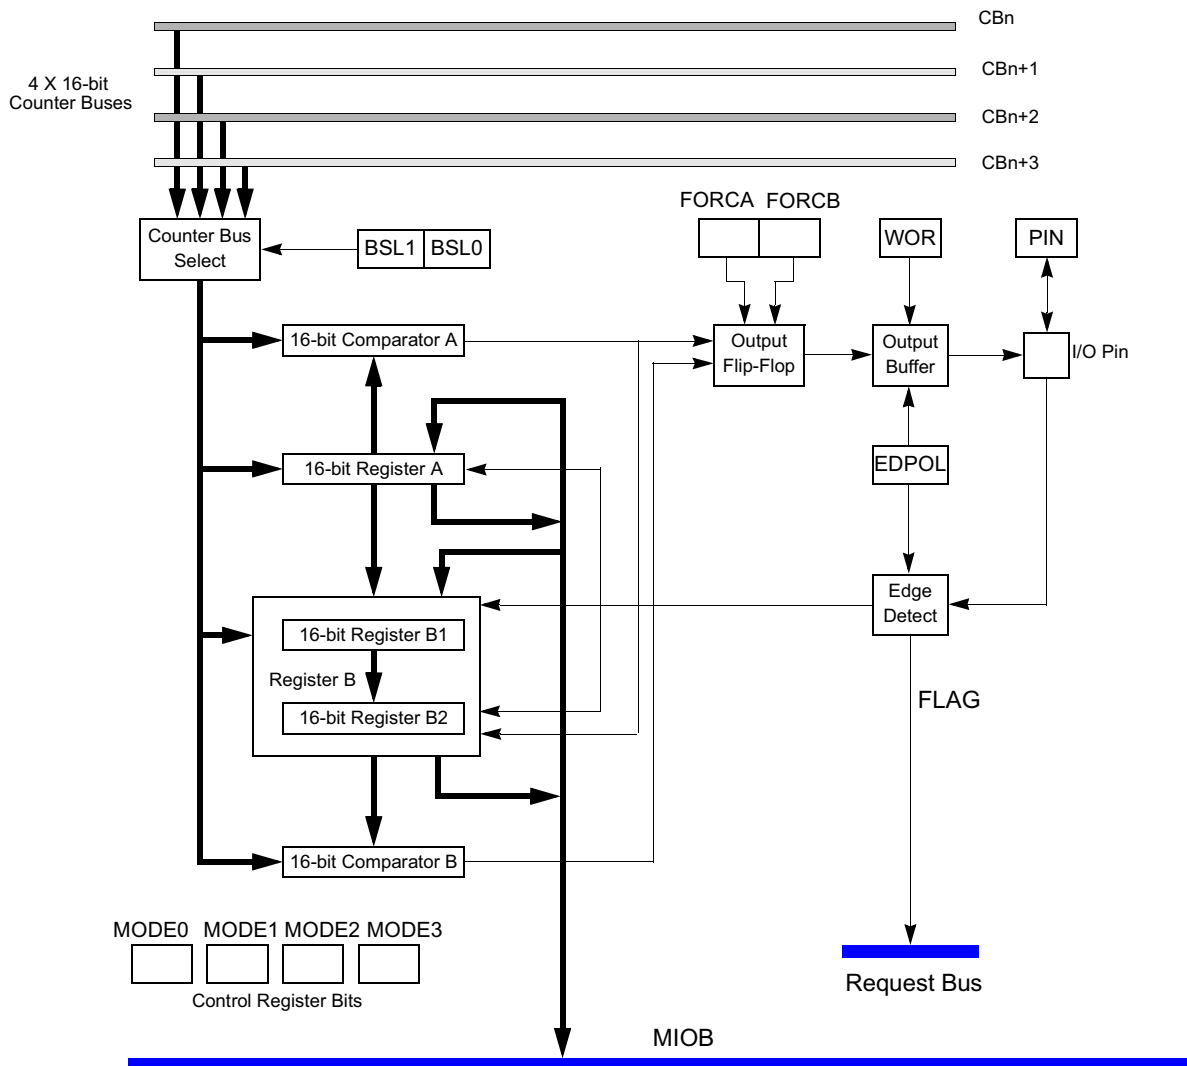 CBn
4 X 16-bit
Counter Buses
CBn+1
CBn+2
CBn+3
FORCA
FORCB
Counter Bus
Select
BSL1
BSL0
WOR
PIN
16-bit Comparator A
Output
Flip-Flop
Output
Buffer
I/O Pin
16-bit Register A
EDPOL
Edge
Detect
16-bit Register B1
Register B
16-bit Register B2
FLAG
16-bit Comparator B
MODE0
MODE1
MODE2
MODE3
Control Register Bits
Request Bus
MIOB